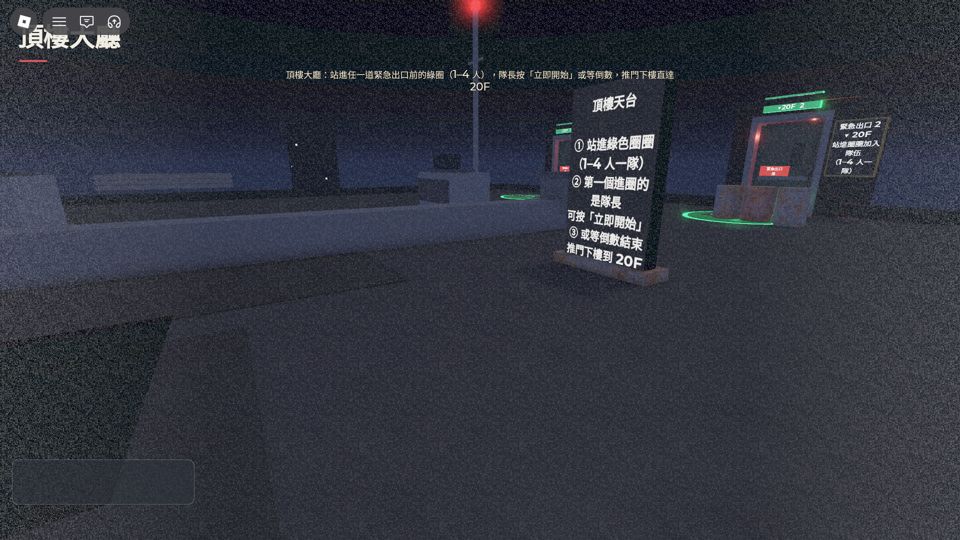 頂樓大廳
頂樓大廳：站進任一道緊急出口前的綠圈（1–4 人），隊長按「立即開始」或等倒數，推門下樓直達
20F
頂樓天台
① 站進綠色圈圈
（1–4 人一隊）
② 第一個進圈的
是隊長
可按「立即開始」
③ 或等倒數結束
推門下樓到 20F
緊急出口 2
▼ 20F
站進圈圈加入
隊伍
（1–4 人一
隊）